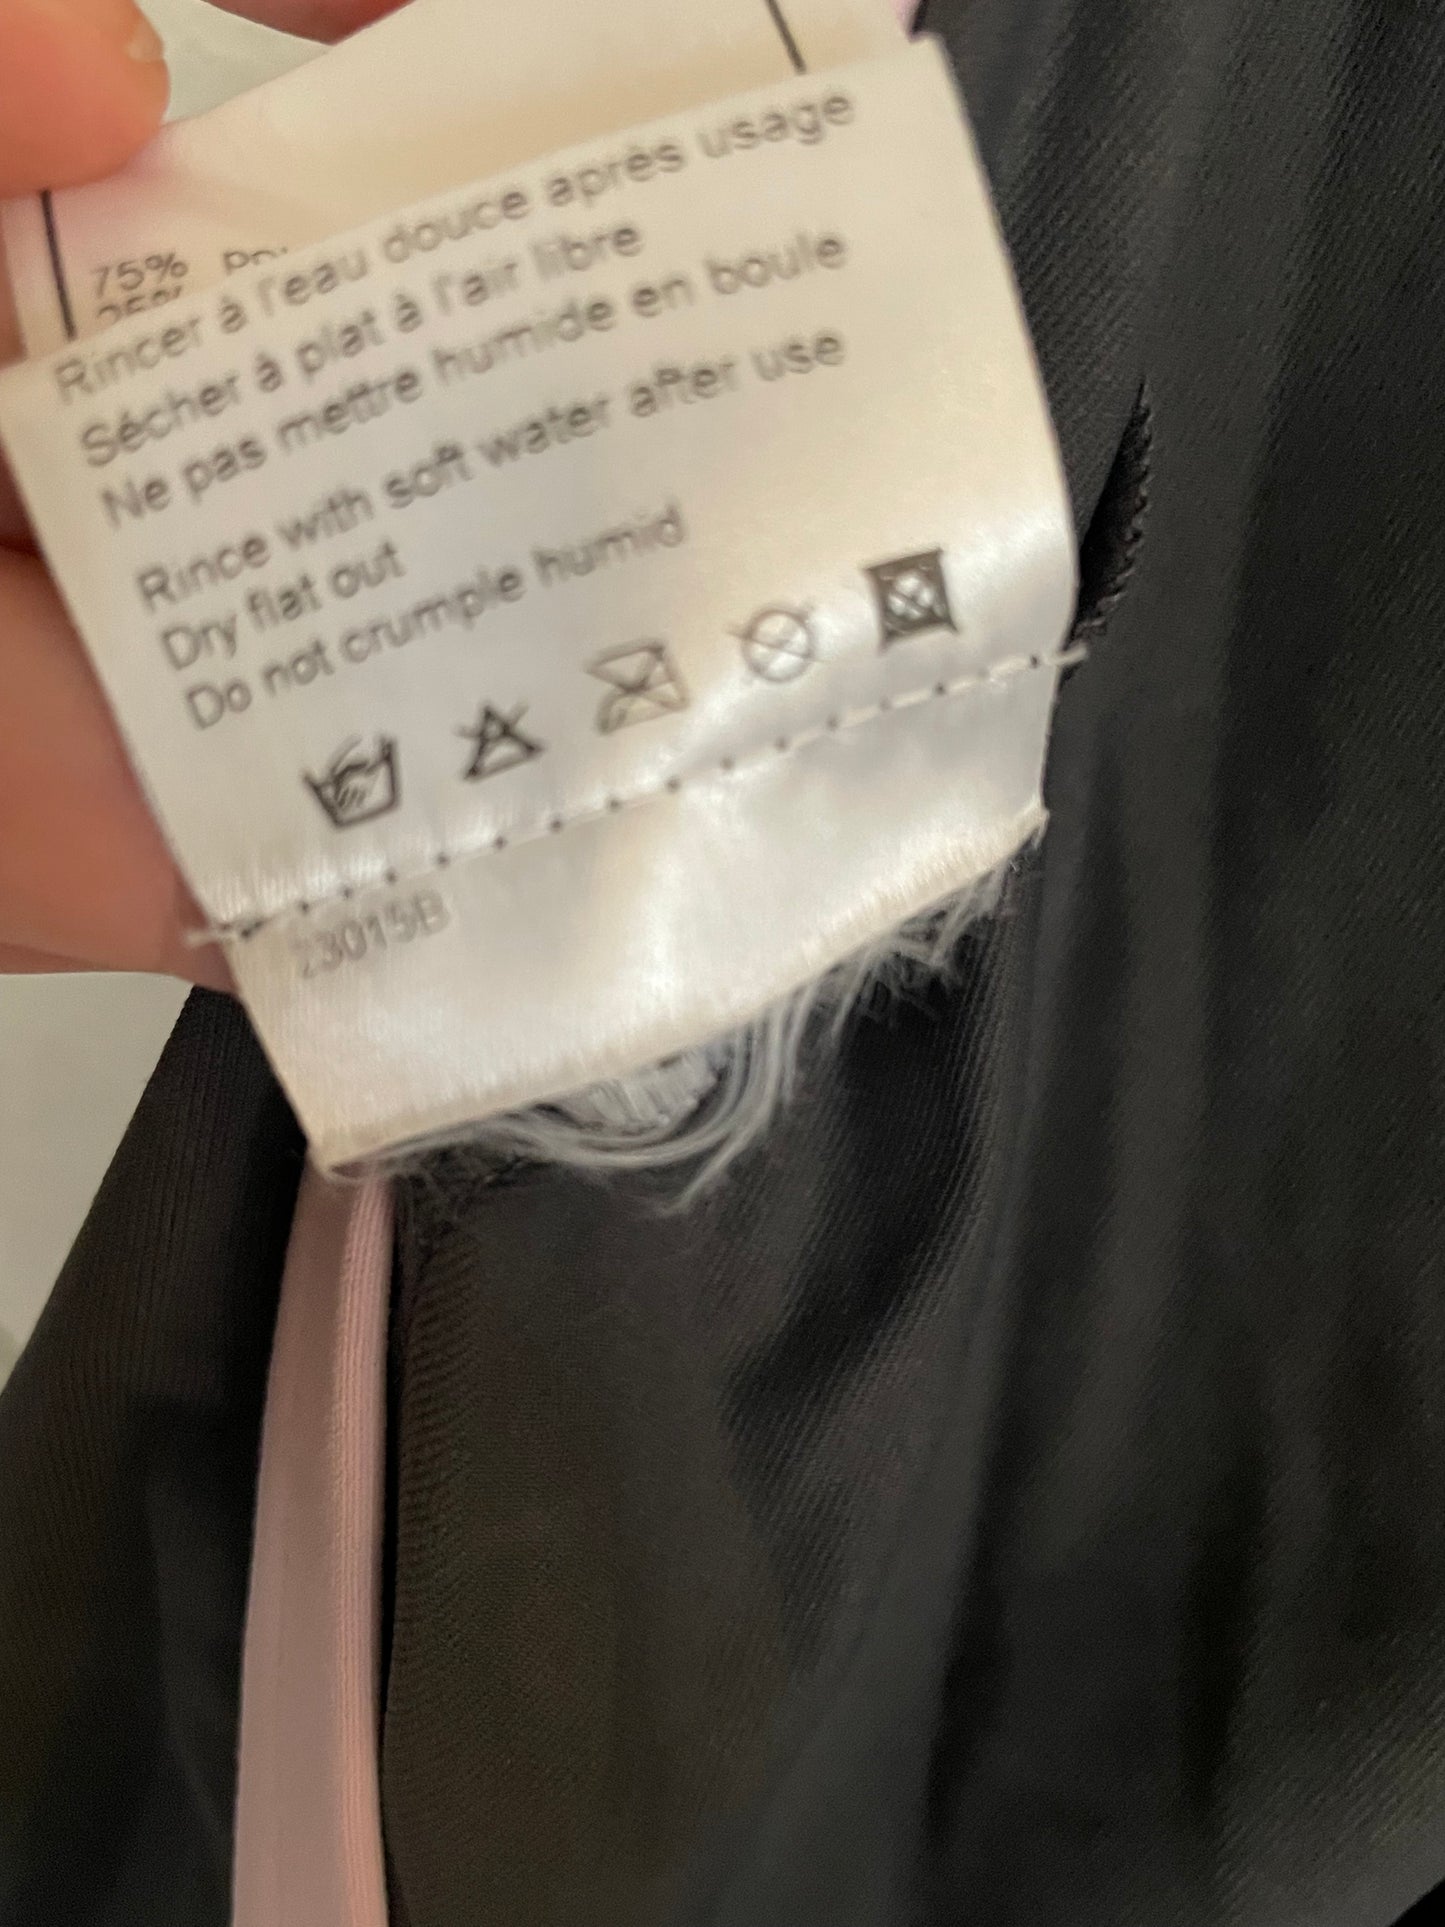 75%
25%
Rincer à l'eau douce après usage
Sécher à plat à l'air libre
Ne pas mettre humide en boule
Rince with soft water after use
Dry flat out
Do not crumple humid
23015B